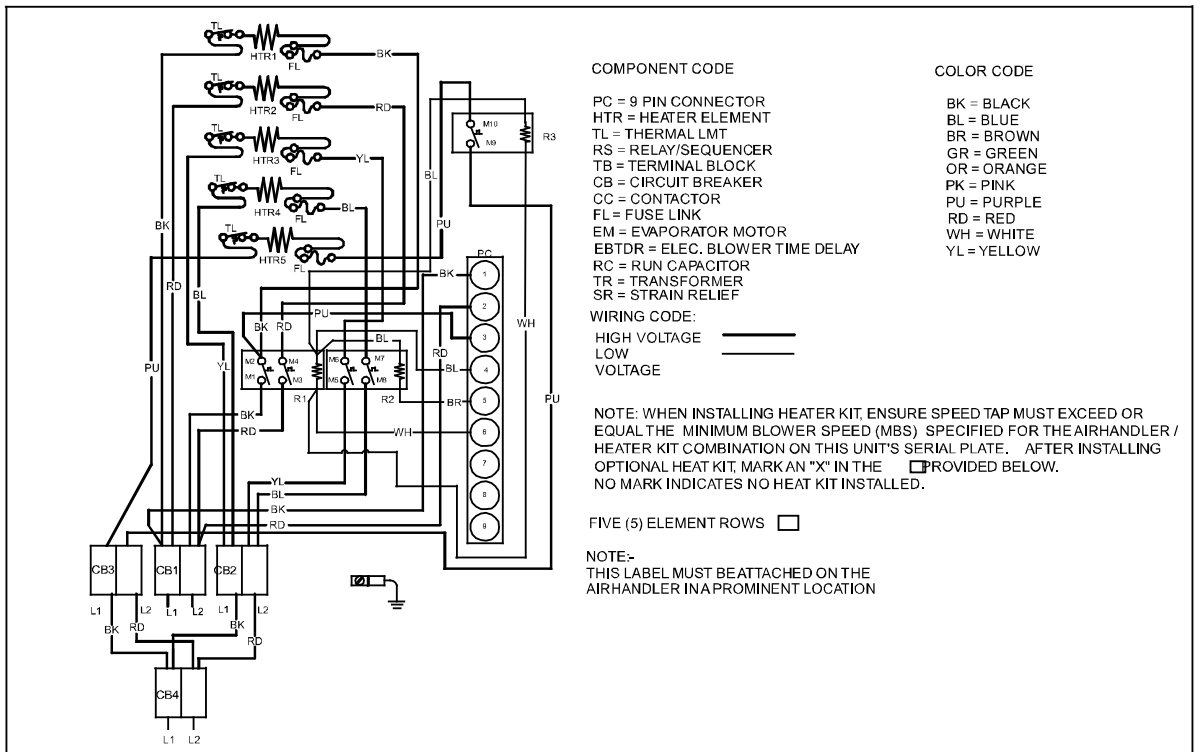 TL
HTR1
FL
BK
TL
HTR2
FL
RD
TL
HTR3
FL
YL
TL
HTR4
FL
BL
TL
HTR5
FL
BK
RD
BL
PU
YL
BL
PU
M10
M9
R3
WH
PU
PC
1
2
3
4
5
6
7
8
9
BK
RD
BL
BR
WH
PU
BL
BK
RD
M2
M4
M1
M3
R1
M6
M7
M5
M8
R2
BK
RD
YL
BL
BK
RD
CB3
CB1
CB2
L1
L2
L1
L2
L1
L2
BK
RD
BK
RD
CB4
L1
L2
COMPONENT CODE
PC = 9 PIN CONNECTOR
HTR = HEATER ELEMENT
TL = THERMAL LMT
RS = RELAY/SEQUENCER
TB = TERMINAL BLOCK
CB = CIRCUIT BREAKER
CC = CONTACTOR
FL = FUSE LINK
EM = EVAPORATOR MOTOR
EBTDR = ELEC. BLOWER TIME DELAY
RC = RUN CAPACITOR
TR = TRANSFORMER
SR = STRAIN RELIEF
COLOR CODE
BK = BLACK
BL = BLUE
BR = BROWN
GR = GREEN
OR = ORANGE
PK = PINK
PU = PURPLE
RD = RED
WH = WHITE
YL = YELLOW
WIRING CODE:
HIGH VOLTAGE
LOW
VOLTAGE
NOTE: WHEN INSTALLING HEATER KIT, ENSURE SPEED TAP MUST EXCEED OR
EQUAL THE MINIMUM BLOWER SPEED (MBS) SPECIFIED FOR THE AIRHANDLER /
HEATER KIT COMBINATION ON THIS UNIT'S SERIAL PLATE. AFTER INSTALLING
OPTIONAL HEAT KIT, MARK AN "X" IN THE PROVIDED BELOW.
NO MARK INDICATES NO HEAT KIT INSTALLED.
FIVE (5) ELEMENT ROWS
NOTE:-
THIS LABEL MUST BE ATTACHED ON THE
AIRHANDLER IN A PROMINENT LOCATION